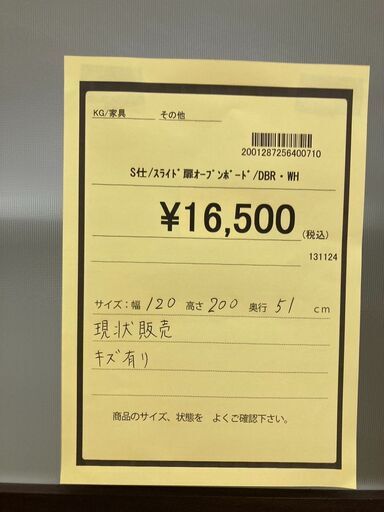 KG/家具　その他
2001287256400710
S仕/ｽﾗｲﾄﾞ扉ｵｰﾌﾟﾝﾎﾞｰﾄﾞ/DBR・WH
¥16,500(税込)
131124
サイズ:幅 120 高さ 200 奥行 51 cm
現状販売
キズ有り
商品のサイズ、状態を　よくご確認下さい。